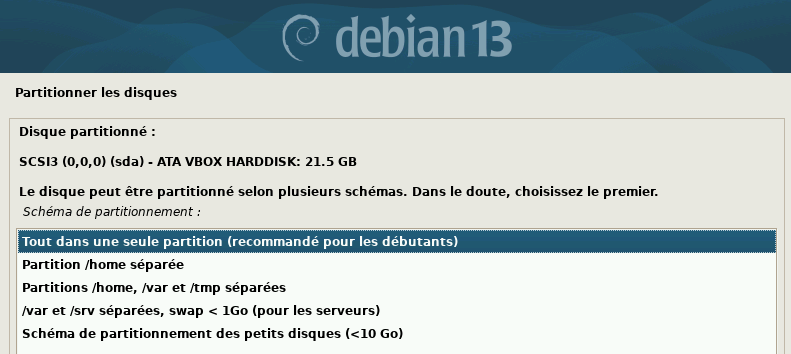 debian 13
Partitionner les disques
Disque partitionné :
SCSI3 (0,0,0) (sda) - ATA VBOX HARDDISK: 21.5 GB
Le disque peut être partitionné selon plusieurs schémas. Dans le doute, choisissez le premier.
Schéma de partitionnement :
Tout dans une seule partition (recommandé pour les débutants)
Partition /home séparée
Partitions /home, /var et /tmp séparées
/var et /srv séparées, swap < 1Go (pour les serveurs)
Schéma de partitionnement des petits disques (<10 Go)